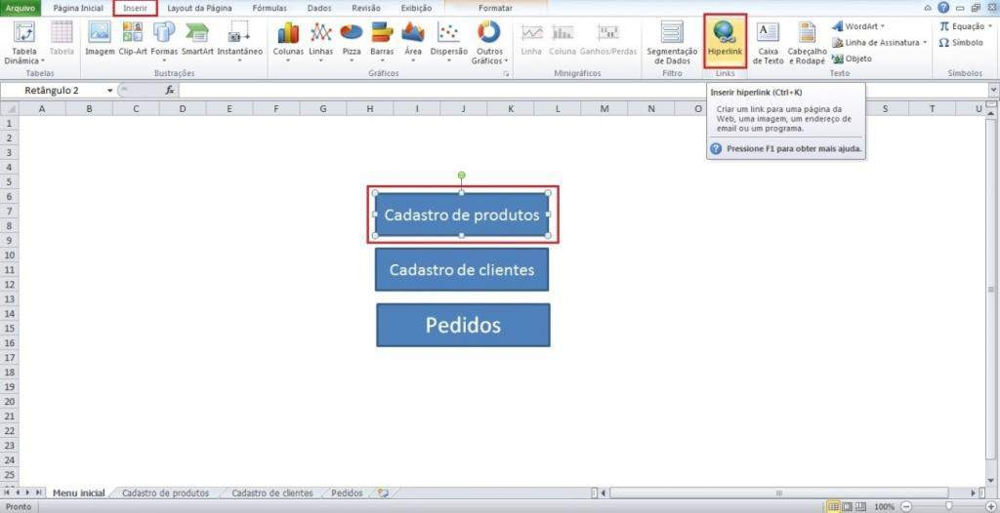 Arquivo Página Inicial Inserir Layout da Página Fórmulas Dados Revisão Exibição Formatar
Tabela Dinâmica
Tabela
Imagem
Clip-Art
Formas
SmartArt
Instantâneo
Colunas
Linhas
Pizza
Barras
Área
Dispersão
Outros Gráficos
Linha
Coluna
Ganhos/Perdas
Segmentação de Dados
Hiperlink
Caixa de Texto
Cabeçalho e Rodapé
WordArt
Linha de Assinatura
Objeto
Equação
Símbolo
Tabelas Ilustrações Gráficos Minigráficos Filtro Links Texto Símbolos
Retângulo 2 fx
Inserir hiperlink (Ctrl+K)
Criar um link para uma página da
Web, uma imagem, um endereço de
email ou um programa.
Pressione F1 para obter mais ajuda.
A B C D E F G H I J K L M N O S T U
1
2
3
4
5
6
7
8
9
10
11
12
13
14
15
16
17
18
19
20
21
22
23
24
25
Cadastro de produtos
Cadastro de clientes
Pedidos
Menu inicial Cadastro de produtos Cadastro de clientes Pedidos
Pronto 100%